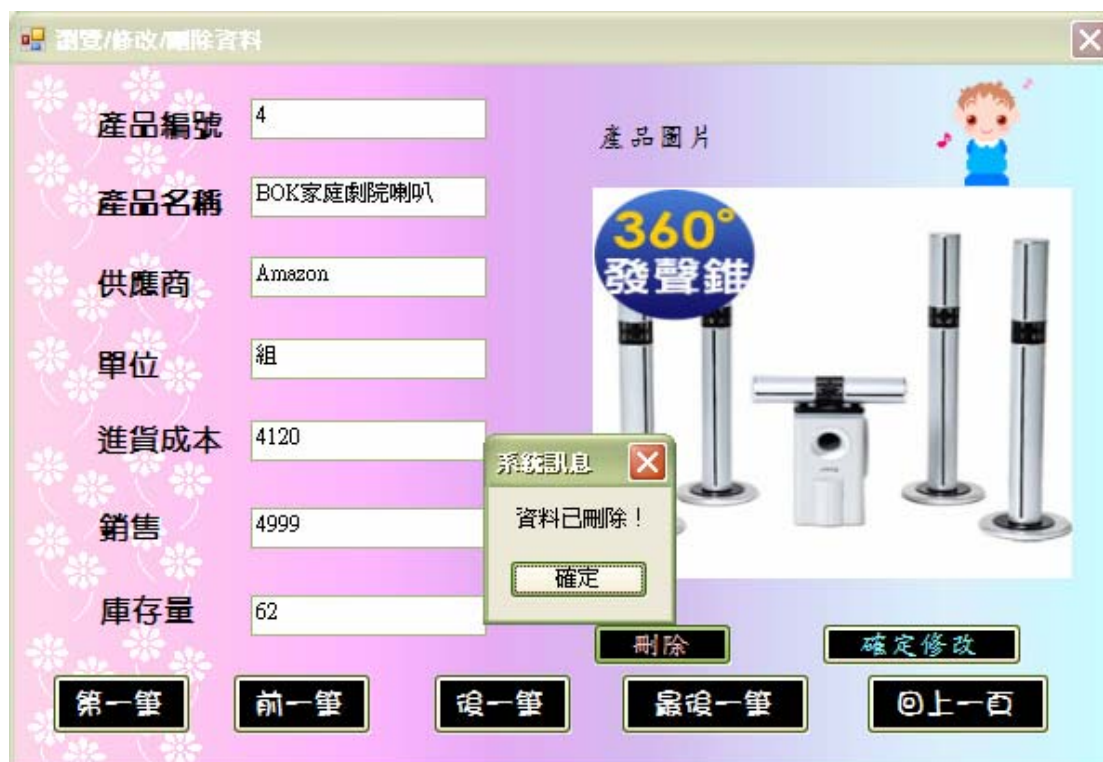 瀏覽/修改/刪除資料
產品編號
4
產品圖片
產品名稱
BOK家庭劇院喇叭
360°
發聲錐
供應商
Amazon
單位
組
進貨成本
4120
系統訊息
資料已刪除！
確定
銷售
4999
庫存量
62
刪除
確定修改
第一筆
前一筆
後一筆
最後一筆
回上一頁